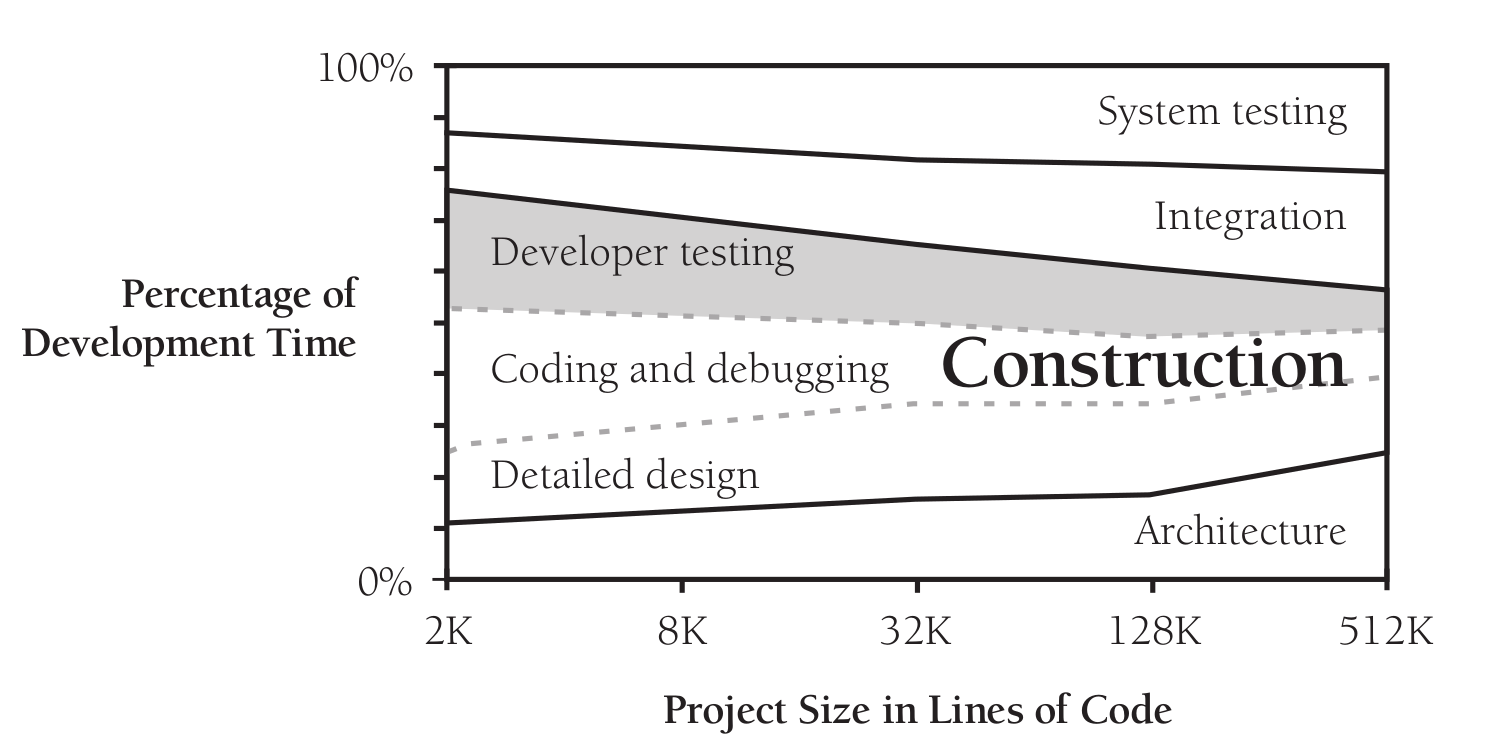 100%
System testing
Integration
Developer testing
Percentage of
Development Time
Coding and debugging
Construction
Detailed design
Architecture
0%
2K 8K 32K 128K 512K
Project Size in Lines of Code